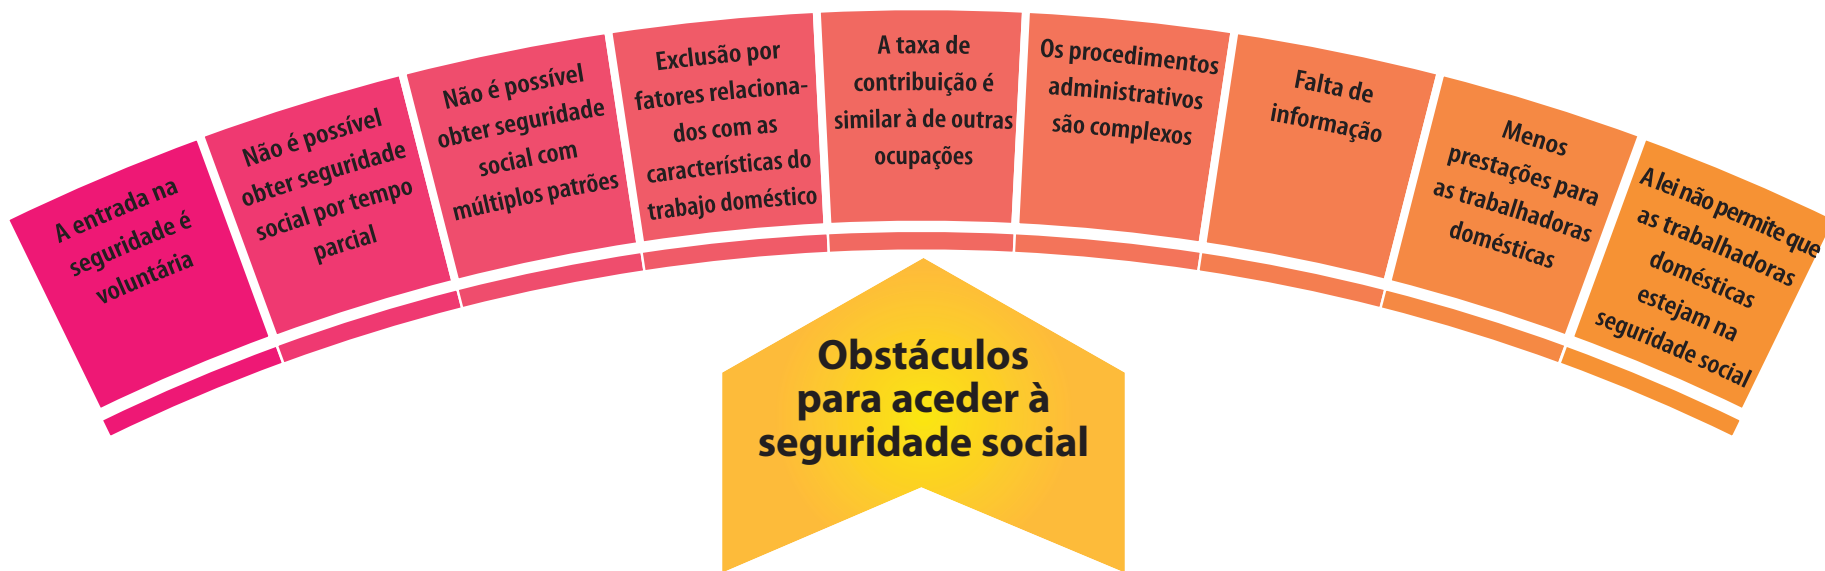 A entrada na
seguridade é
voluntária
Não é possível
obter seguridade
social por tempo
parcial
Não é possível
obter seguridade
social com
múltiplos patrões
Exclusão por
fatores relaciona-
dos com as
características do
trabajo doméstico
A taxa de
contribuição é
similar à de outras
ocupações
Os procedimentos
administrativos
são complexos
Falta de
informação
Menos
prestações para
as trabalhadoras
domésticas
A lei não permite que
as trabalhadoras
domésticas
estejam na
seguridade social
Obstáculos
para aceder à
seguridade social